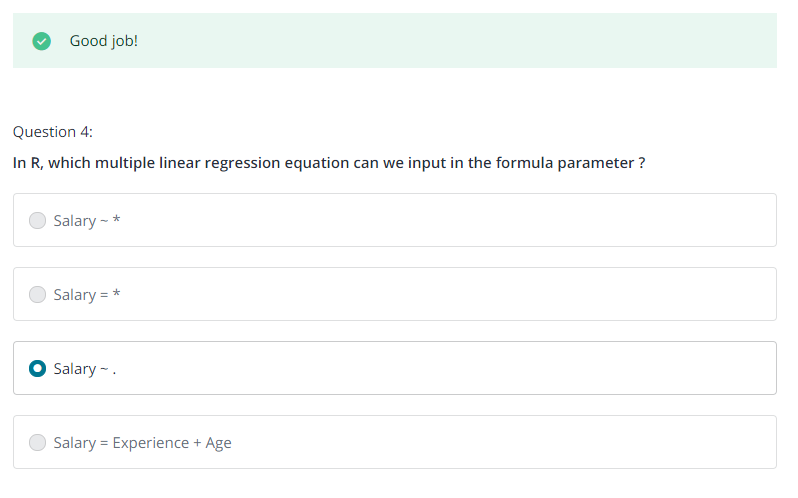 Good job!
Question 4:
In R, which multiple linear regression equation can we input in the formula parameter ?
Salary ~ *
Salary = *
Salary ~ .
Salary = Experience + Age